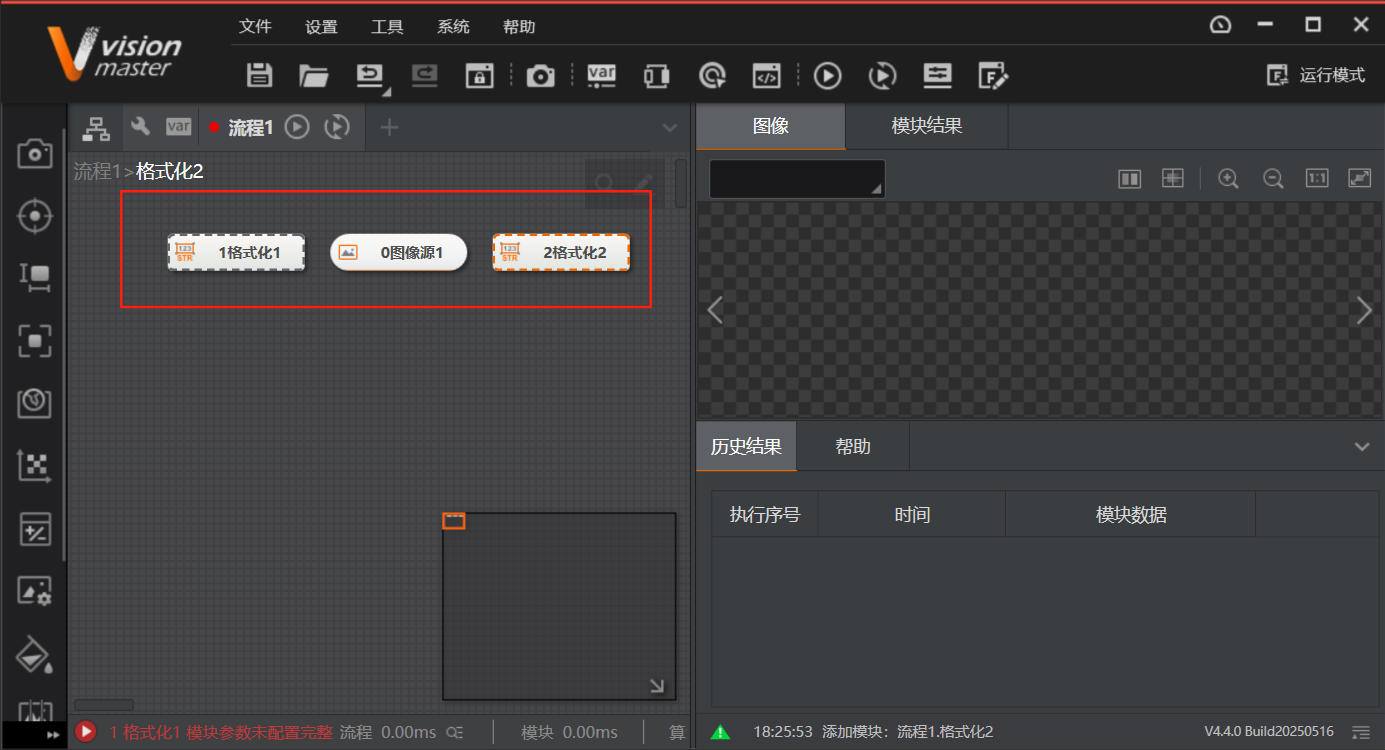 vision
master
文件 设置 工具 系统 帮助
var
运行模式
var 流程1
图像 模块结果
流程1>格式化2
1:1
123 STR 1格式化1 0图像源1 123 STR 2格式化2
历史结果 帮助
执行序号 时间 模块数据
1 格式化1 模块参数未配置完整 流程 0.00ms 模块 0.00ms 算
18:25:53 添加模块：流程1.格式化2 V4.4.0 Build20250516